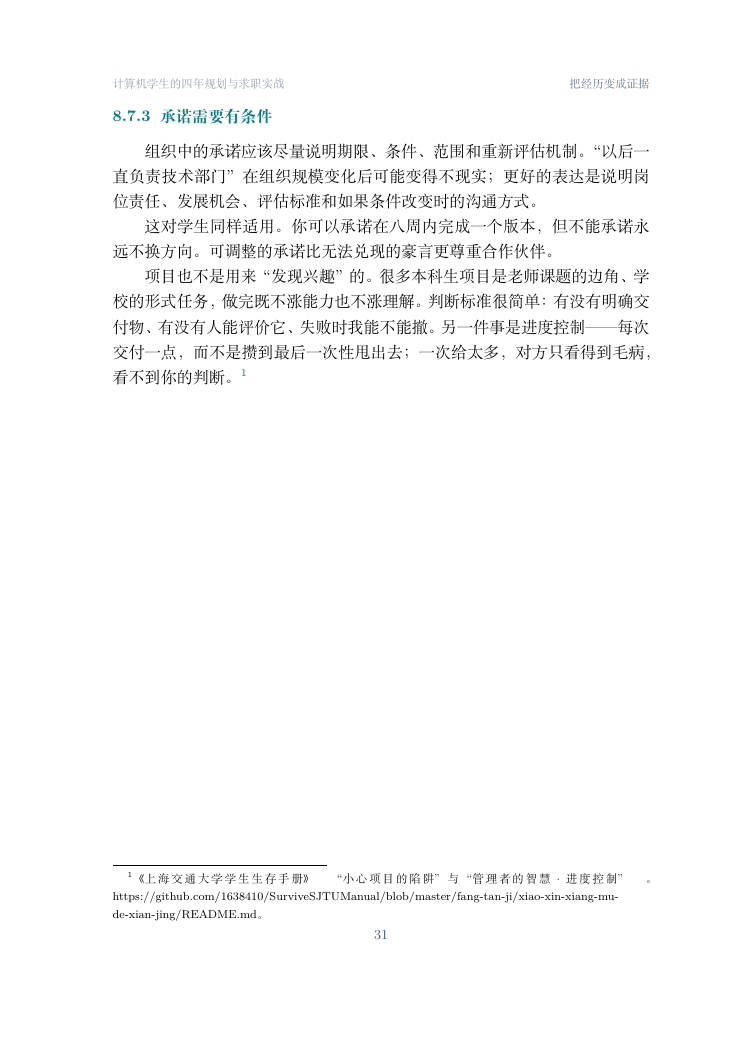 计算机学生的四年规划与求职实战 把经历变成证据
8.7.3 承诺需要有条件
组织中的承诺应该尽量说明期限、条件、范围和重新评估机制。“以后一
直负责技术部门”在组织规模变化后可能变得不现实；更好的表达是说明岗
位责任、发展机会、评估标准和如果条件改变时的沟通方式。
这对学生同样适用。你可以承诺在八周内完成一个版本，但不能承诺永
远不换方向。可调整的承诺比无法兑现的豪言更尊重合作伙伴。
项目也不是用来“发现兴趣”的。很多本科生项目是老师课题的边角、学
校的形式任务，做完既不涨能力也不涨理解。判断标准很简单：有没有明确交
付物、有没有人能评价它、失败时我能不能撤。另一件事是进度控制——每次
交付一点，而不是攒到最后一次性甩出去；一次给太多，对方只看得到毛病，
看不到你的判断。1
1《上海交通大学学生生存手册》 “小心项目的陷阱”与“管理者的智慧 · 进度控制” 。
https://github.com/1638410/SurviveSJTUManual/blob/master/fang-tan-ji/xiao-xin-xiang-mu-
de-xian-jing/README.md。
31